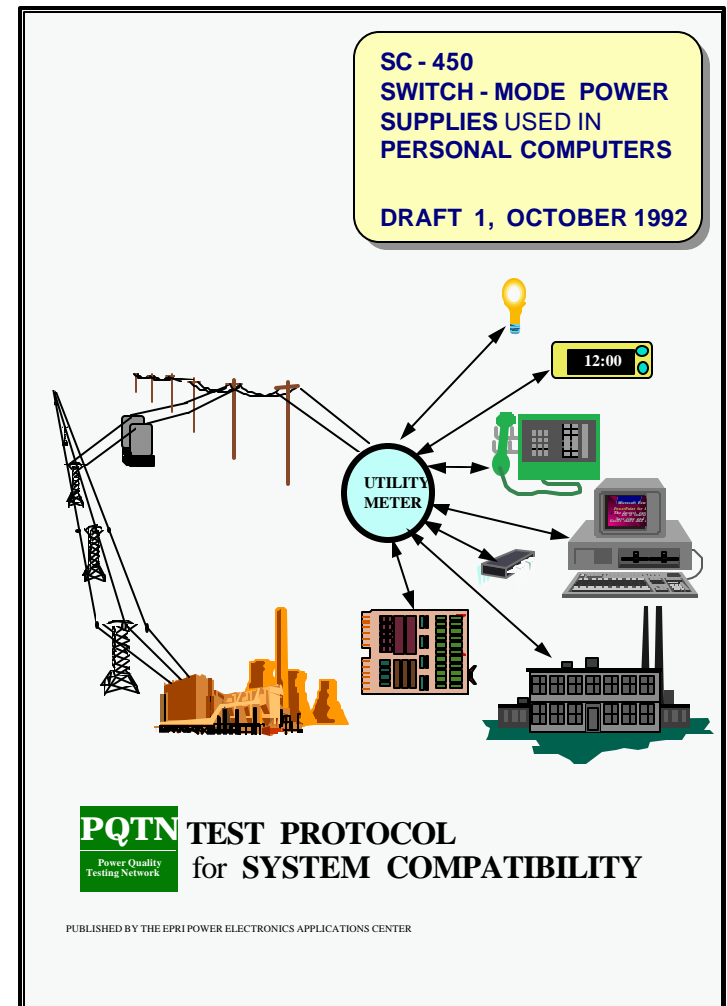 SC - 450
SWITCH - MODE POWER
SUPPLIES USED IN
PERSONAL COMPUTERS
DRAFT 1, OCTOBER 1992
12:00
UTILITY
METER
PQTN
Power Quality
Testing Network
TEST PROTOCOL
for SYSTEM COMPATIBILITY
PUBLISHED BY THE EPRI POWER ELECTRONICS APPLICATIONS CENTER